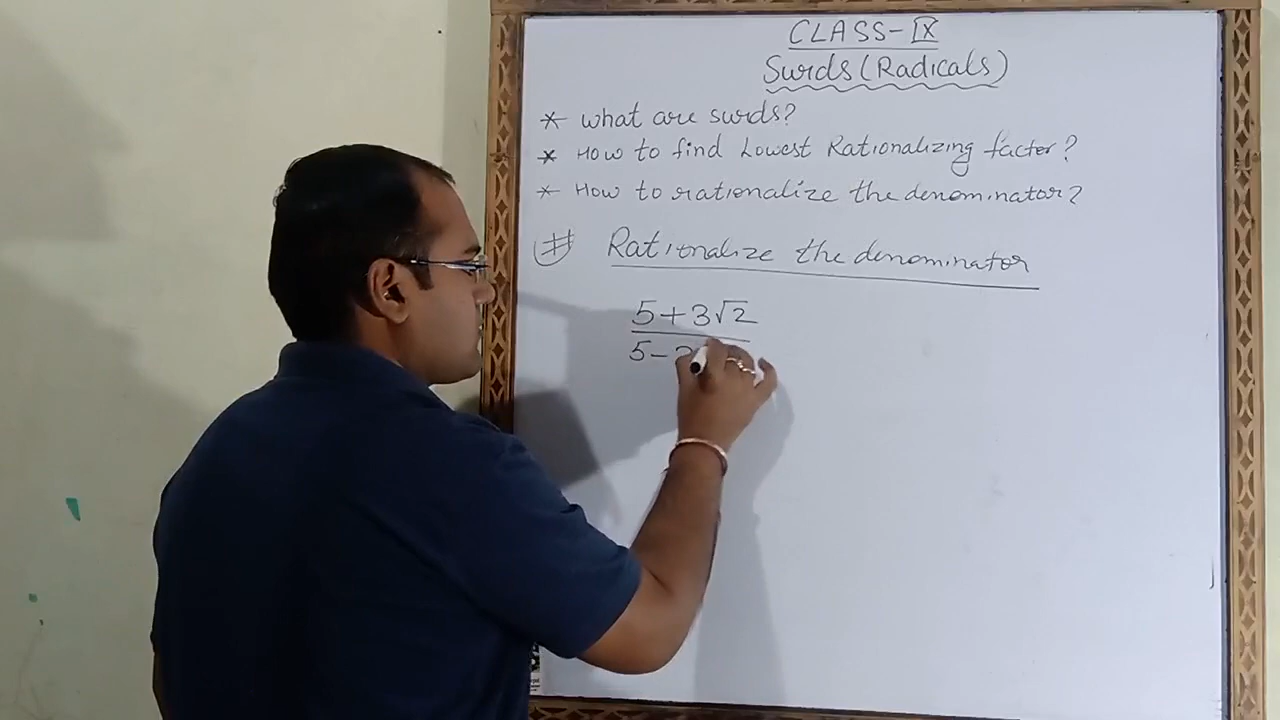 CLASS-IX
Surds (Radicals)
* What are surds?
* How to find Lowest Rationalizing factor?
* How to rationalize the denominator?
# Rationalize the denominator
5+3√2
5-